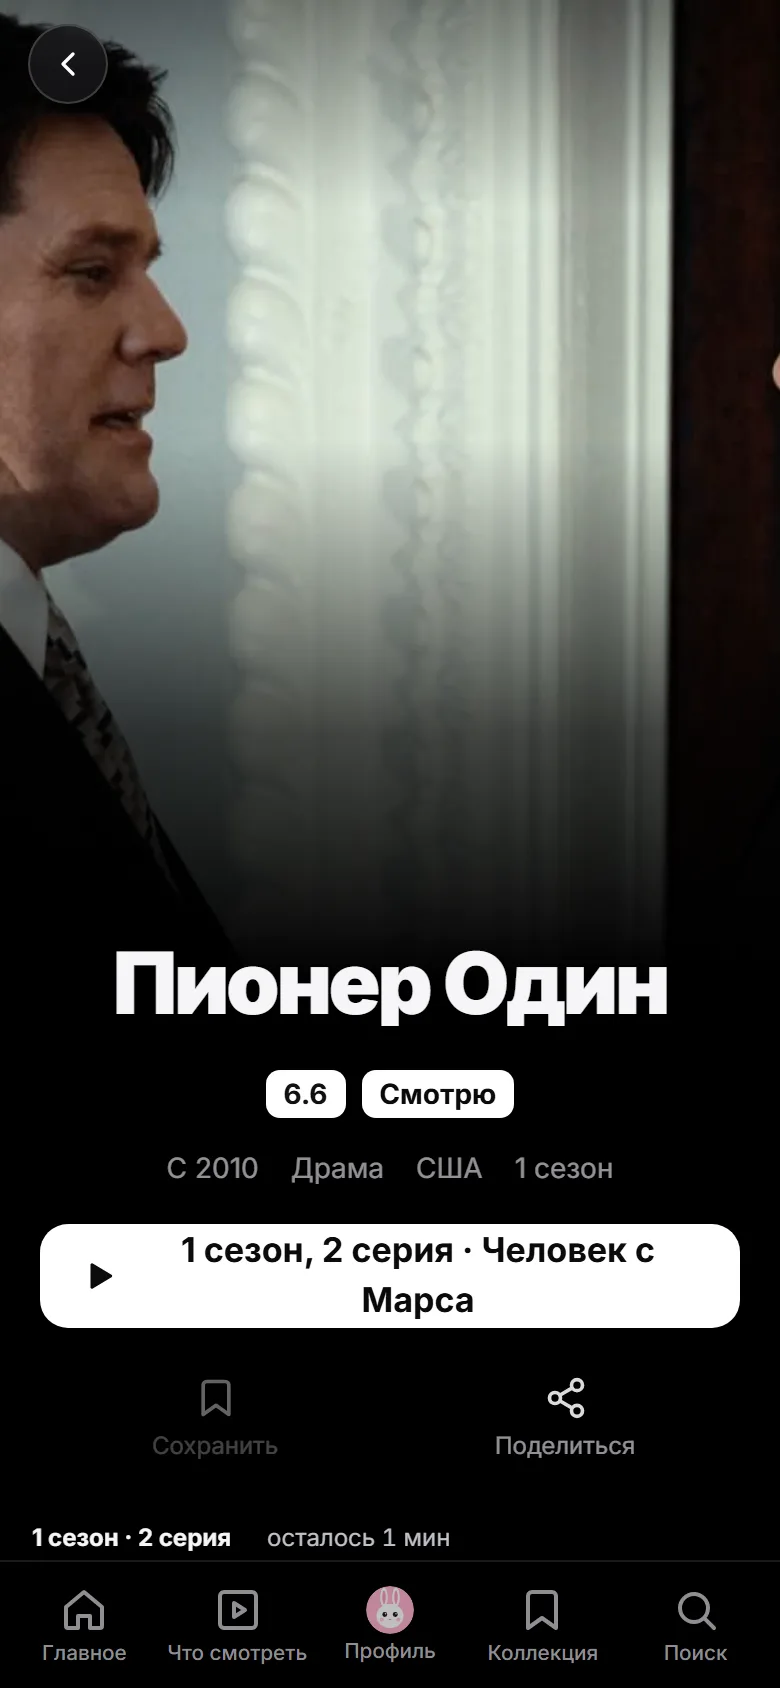 Пионер Один
6.6
Смотрю
С 2010 Драма США 1 сезон
1 сезон, 2 серия · Человек с
Марса
Сохранить
Поделиться
1 сезон · 2 серия осталось 1 мин
Главное
Что смотреть
Профиль
Коллекция
Поиск